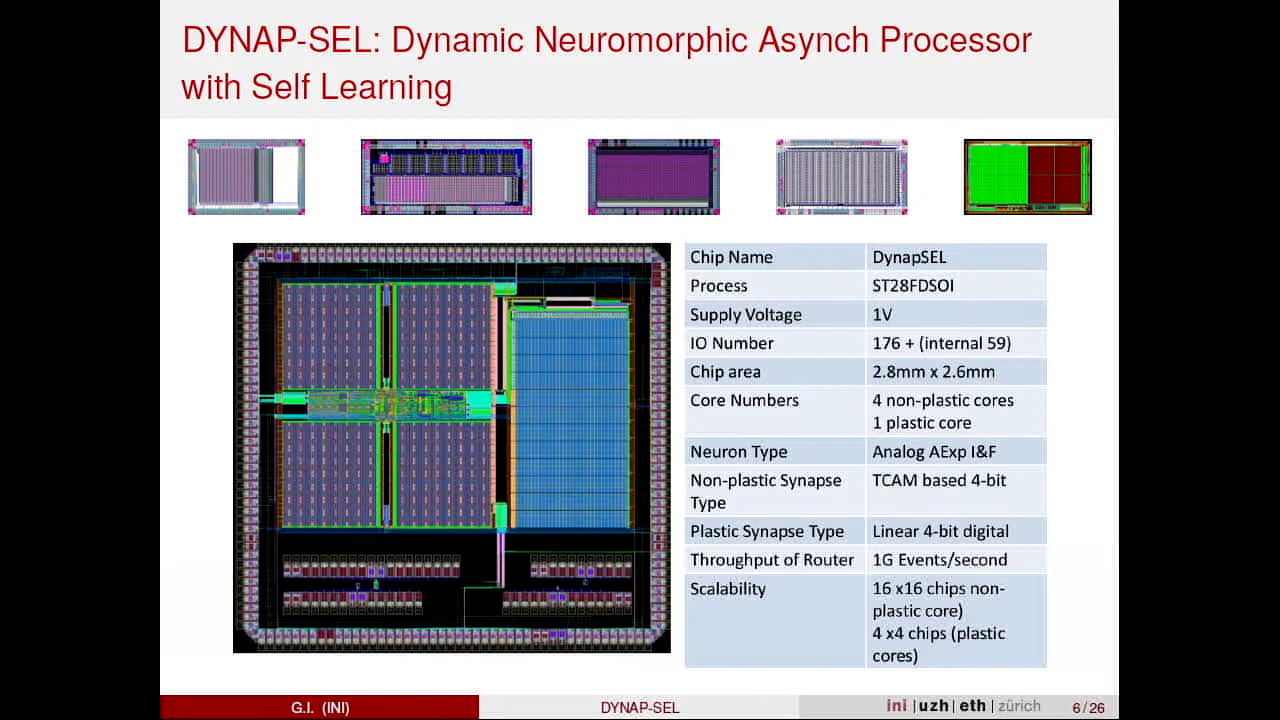 DYNAP-SEL: Dynamic Neuromorphic Asynch Processor
with Self Learning
Chip Name DynapSEL
Process ST28FDSOI
Supply Voltage 1V
IO Number 176 + (internal 59)
Chip area 2.8mm x 2.6mm
Core Numbers 4 non-plastic cores
1 plastic core
Neuron Type Analog AExp I&F
Non-plastic Synapse TCAM based 4-bit
Type
Plastic Synapse Type Linear 4-bit digital
Throughput of Router 1G Events/second
Scalability 16 x16 chips non-
plastic core)
4 x4 chips (plastic
cores)
G.I. (INI) DYNAP-SEL ini | uzh | eth | zürich 6 / 26